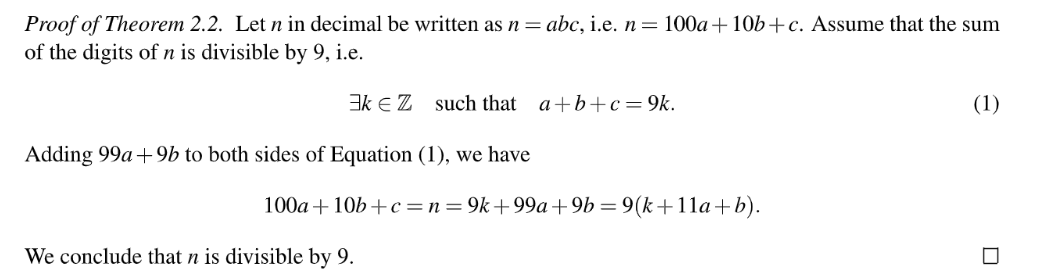 Proof of Theorem 2.2. Let n in decimal be written as n = abc, i.e. n = 100a+10b+c. Assume that the sum
of the digits of n is divisible by 9, i.e.
∃k ∈ ℤ such that a+b+c = 9k. (1)
Adding 99a+9b to both sides of Equation (1), we have
100a+10b+c = n = 9k+99a+9b = 9(k+11a+b).
We conclude that n is divisible by 9. □